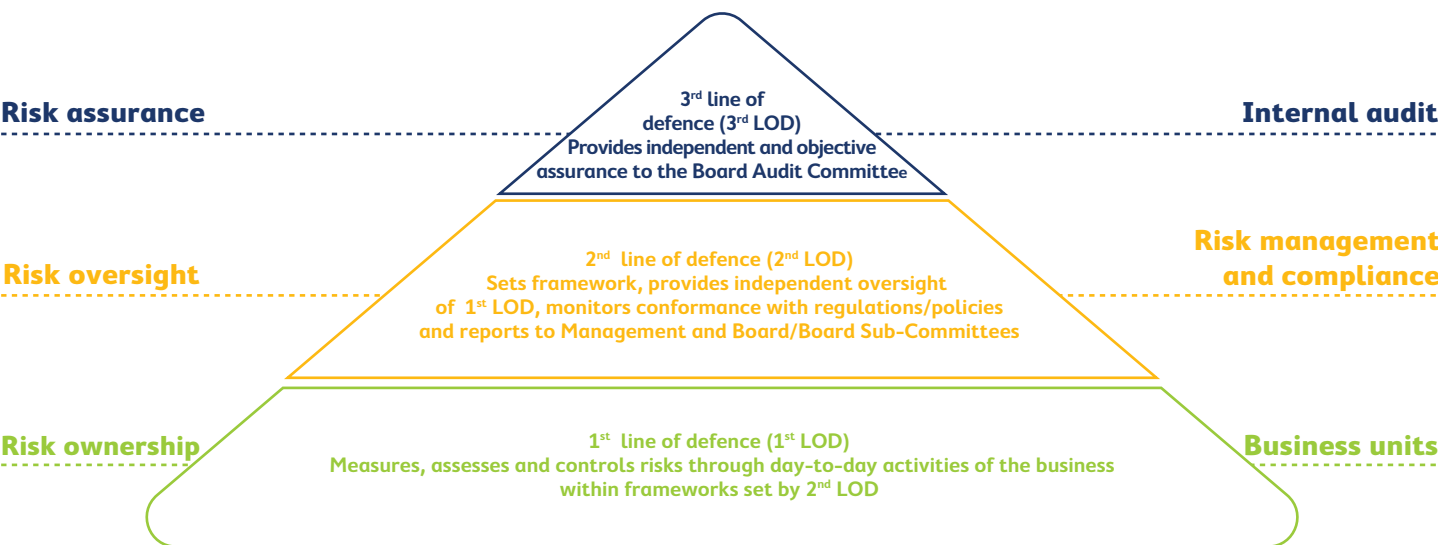 3rd line of
defence (3rd LOD)
Risk assurance
Internal audit
Provides independent and objective
assurance to the Board Audit Committee
Risk management
and compliance
Risk oversight
2nd line of defence (2nd LOD)
Sets framework, provides independent oversight
of 1st LOD, monitors conformance with regulations/policies
and reports to Management and Board/Board Sub-Committees
Risk ownership
Business units
1st line of defence (1st LOD)
Measures, assesses and controls risks through day-to-day activities of the business
within frameworks set by 2nd LOD